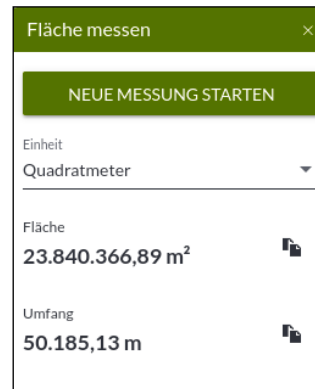 Fläche messen ×
NEUE MESSUNG STARTEN
Einheit
Quadratmeter
Fläche
23.840.366,89 m²
Umfang
50.185,13 m